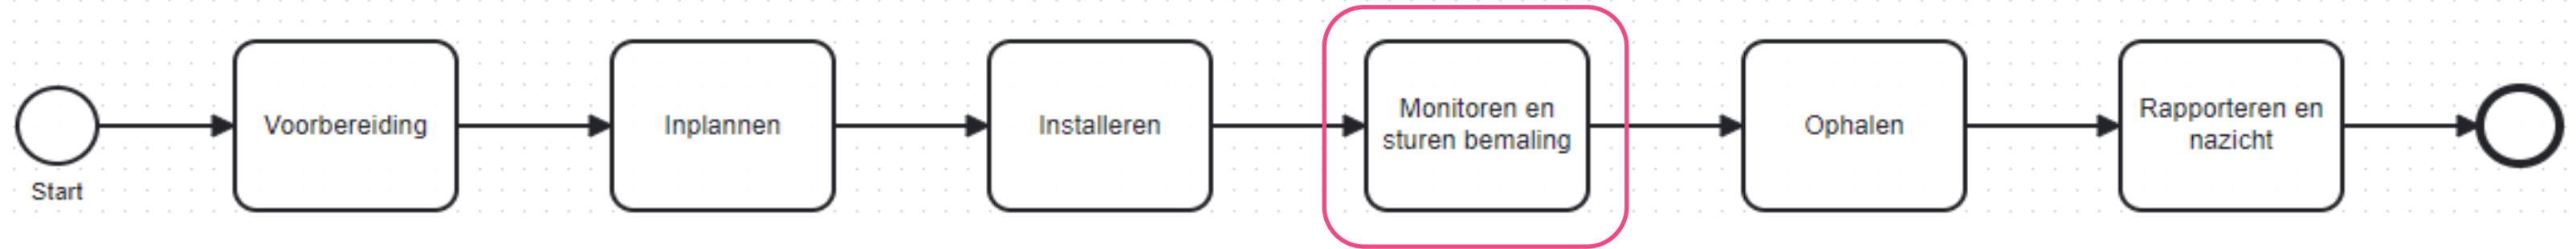 Start
Voorbereiding
Inplannen
Installeren
Monitoren en
sturen bemaling
Ophalen
Rapporteren en
nazicht